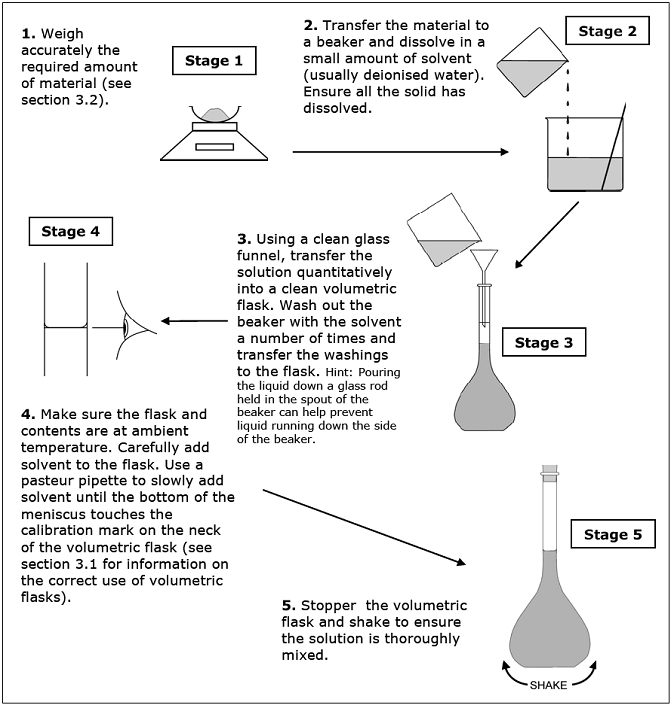 1. Weigh
accurately the
required amount
of material (see
section 3.2).
Stage 1
2. Transfer the material to
a beaker and dissolve in a
small amount of solvent
(usually deionised water).
Ensure all the solid has
dissolved.
Stage 2
3. Using a clean glass
funnel, transfer the
solution quantitatively
into a clean volumetric
flask. Wash out the
beaker with the solvent
a number of times and
transfer the washings
to the flask. Hint: Pouring
the liquid down a glass rod
held in the spout of the
beaker can help prevent
liquid running down the side
of the beaker.
Stage 3
Stage 4
4. Make sure the flask and
contents are at ambient
temperature. Carefully add
solvent to the flask. Use a
pasteur pipette to slowly add
solvent until the bottom of the
meniscus touches the
calibration mark on the neck
of the volumetric flask (see
section 3.1 for information on
the correct use of volumetric
flasks).
5. Stopper the volumetric
flask and shake to ensure
the solution is thoroughly
mixed.
Stage 5
SHAKE